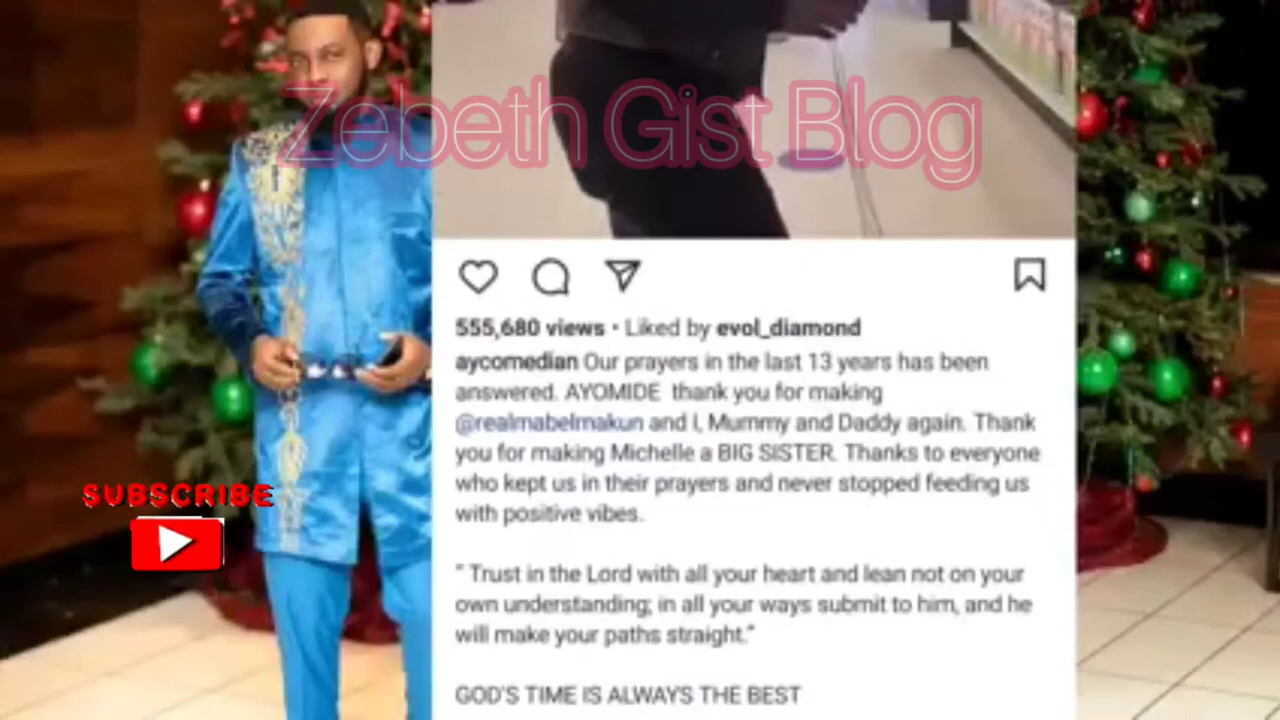 Zebeth Gist Blog
555,680 views • Liked by evol_diamond
aycomedian Our prayers in the last 13 years has been
answered. AYOMIDE thank you for making
@realmabelmakun and I, Mummy and Daddy again. Thank
you for making Michelle a BIG SISTER. Thanks to everyone
who kept us in their prayers and never stopped feeding us
with positive vibes.
" Trust in the Lord with all your heart and lean not on your
own understanding; in all your ways submit to him, and he
will make your paths straight."
GOD'S TIME IS ALWAYS THE BEST
SUBSCRIBE